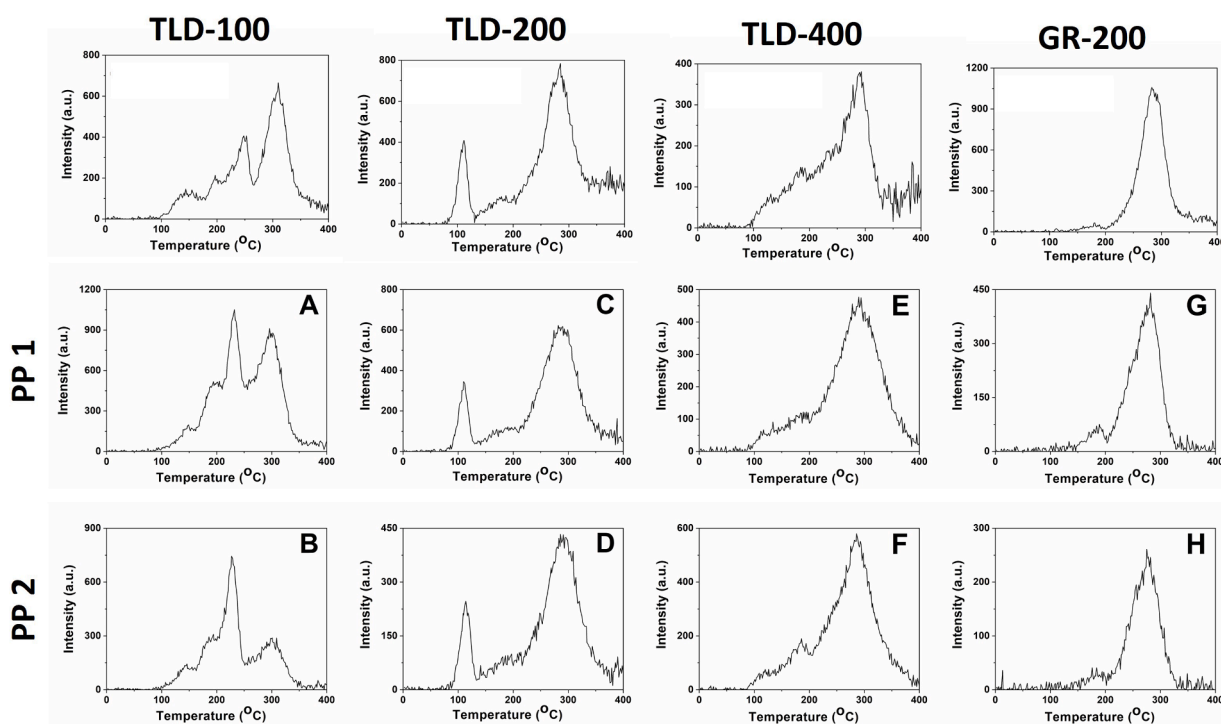 TLD-100 TLD-200 TLD-400 GR-200
Intensity (a.u.) 800 600 400 200 0
0 100 200 300 400
Temperature (°C)
Intensity (a.u.) 800 600 400 200 0
0 100 200 300 400
Temperature (°C)
Intensity (a.u.) 400 300 200 100 0
0 100 200 300 400
Temperature (°C)
Intensity (a.u.) 1200 900 600 300 0
0 100 200 300 400
Temperature (°C)
PP 1
A
Intensity (a.u.) 1200 900 600 300 0
0 100 200 300 400
Temperature (°C)
C
Intensity (a.u.) 800 600 400 200 0
0 100 200 300 400
Temperature (°C)
E
Intensity (a.u.) 500 400 300 200 100 0
0 100 200 300 400
Temperature (°C)
G
Intensity (a.u.) 450 300 150 0
0 100 200 300 400
Temperature (°C)
PP 2
B
Intensity (a.u.) 900 600 300 0
0 100 200 300 400
Temperature (°C)
D
Intensity (a.u.) 450 300 150 0
0 100 200 300 400
Temperature (°C)
F
Intensity (a.u.) 600 400 200 0
0 100 200 300 400
Temperature (°C)
H
Intensity (a.u.) 300 250 200 150 100 50 0
0 100 200 300 400
Temperature (°C)